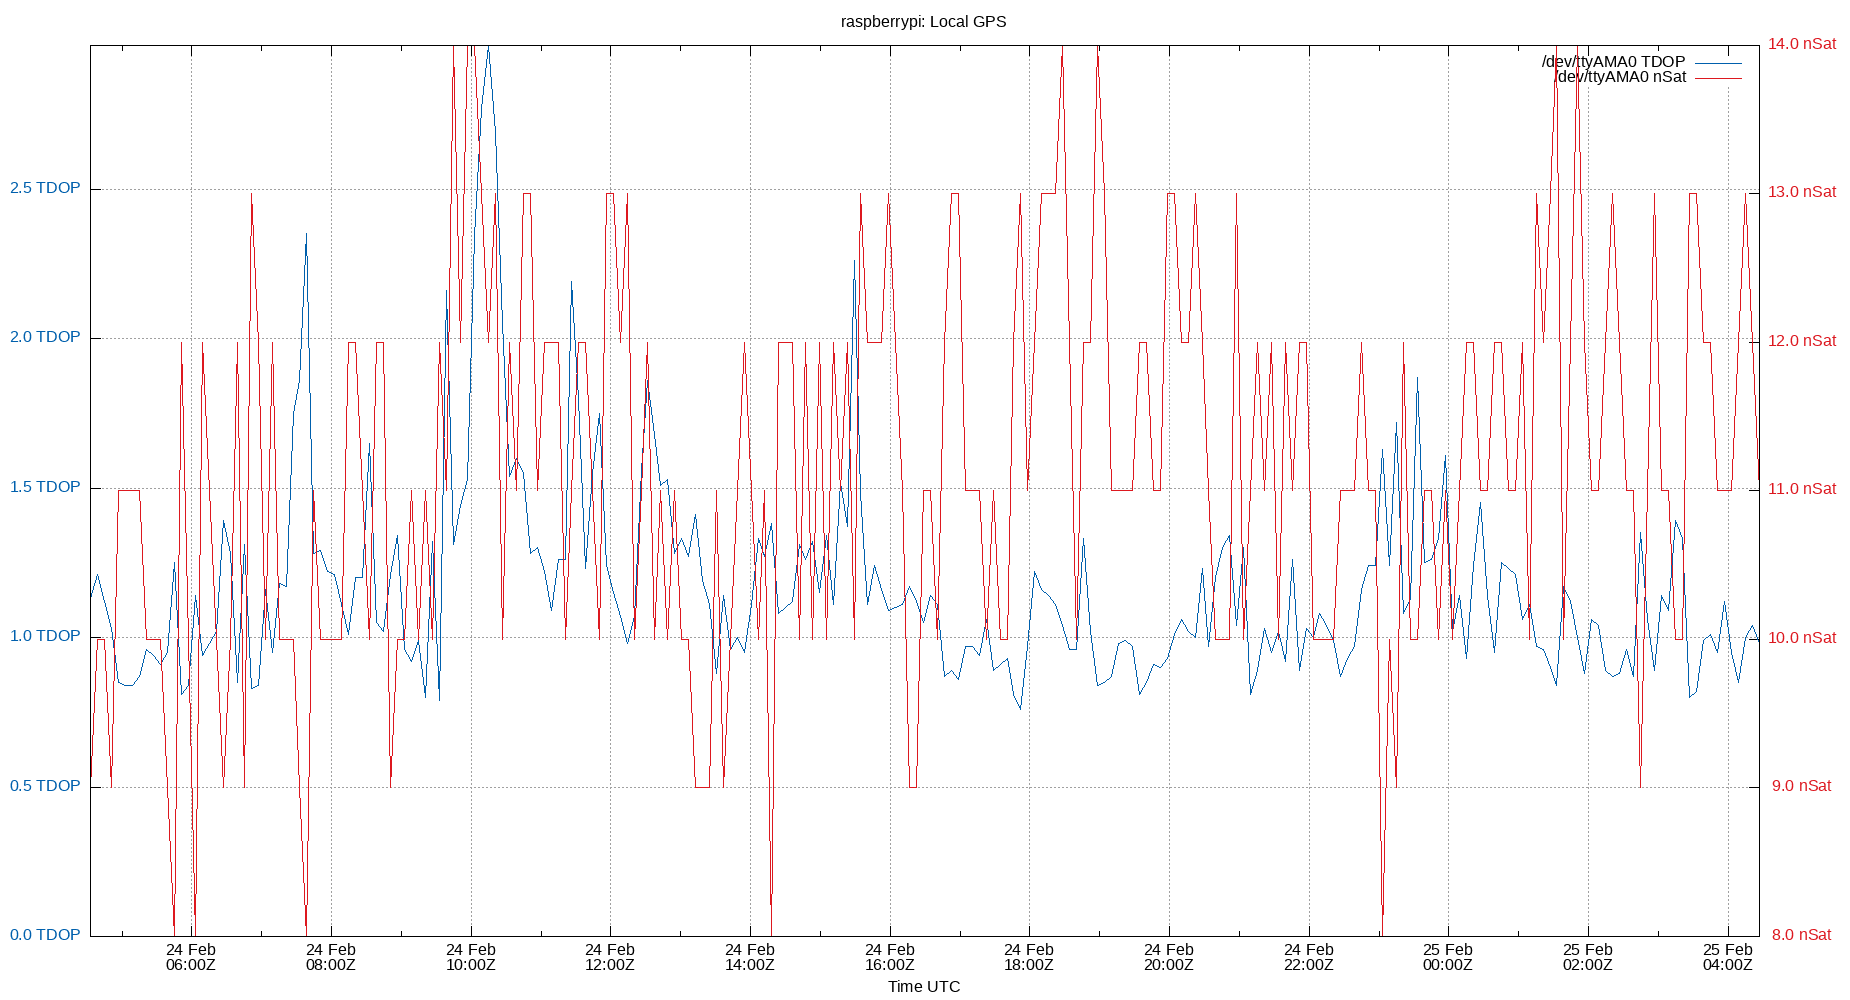 raspberrypi: Local GPS
/dev/ttyAMA0 TDOP
/dev/ttyAMA0 nSat
2.5 TDOP
2.0 TDOP
1.5 TDOP
1.0 TDOP
0.5 TDOP
0.0 TDOP
14.0 nSat
13.0 nSat
12.0 nSat
11.0 nSat
10.0 nSat
9.0 nSat
8.0 nSat
24 Feb
06:00Z
24 Feb
08:00Z
24 Feb
10:00Z
24 Feb
12:00Z
24 Feb
14:00Z
24 Feb
16:00Z
24 Feb
18:00Z
24 Feb
20:00Z
24 Feb
22:00Z
25 Feb
00:00Z
25 Feb
02:00Z
25 Feb
04:00Z
Time UTC